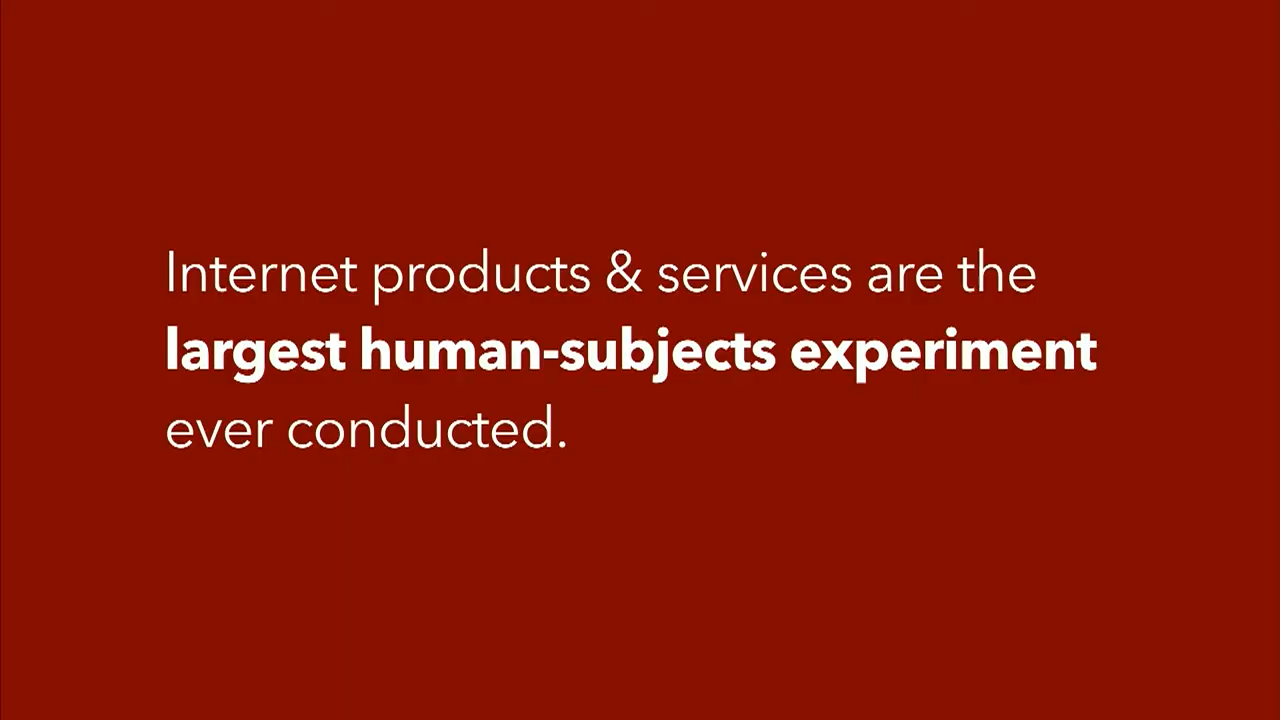 Internet products & services are the
largest human-subjects experiment
ever conducted.